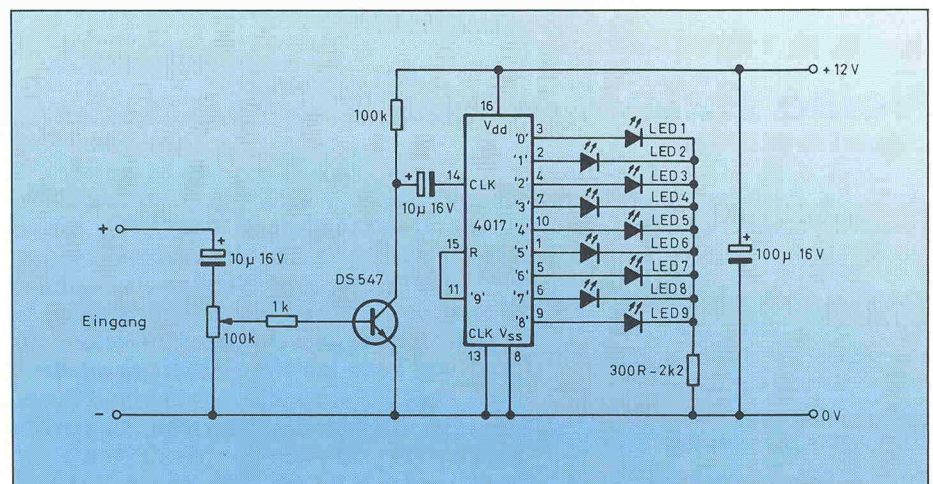 + 12 V
16
100k
Vdd
'0'
3
LED 1
'1'
2
LED 2
+
14
CLK
'2'
4
LED 3
10µ 16V
'3'
7
LED 4
4017
'4'
10
LED 5
+
+
15
R
'5'
1
LED 6
+
10µ 16V
100µ 16V
'6'
5
LED 7
DS 547
11
'9'
'7'
6
LED 8
1k
'8'
9
LED 9
Eingang
100k
CLK
VSS
13
8
300R – 2k2
–
0 V